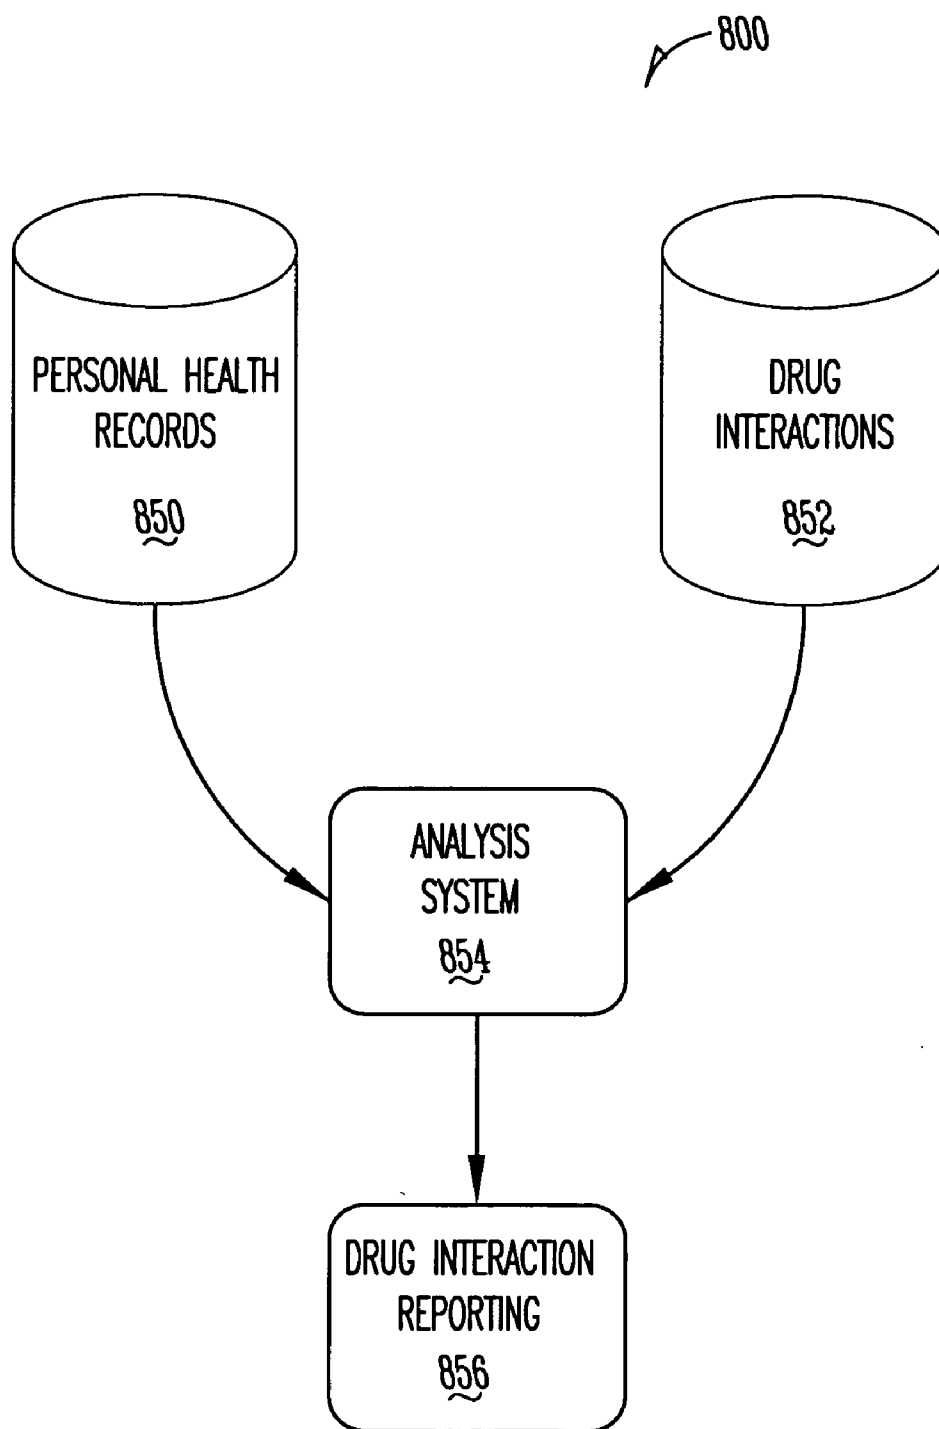 800
PERSONAL HEALTH
RECORDS
850
DRUG
INTERACTIONS
852
ANALYSIS
SYSTEM
854
DRUG INTERACTION
REPORTING
856